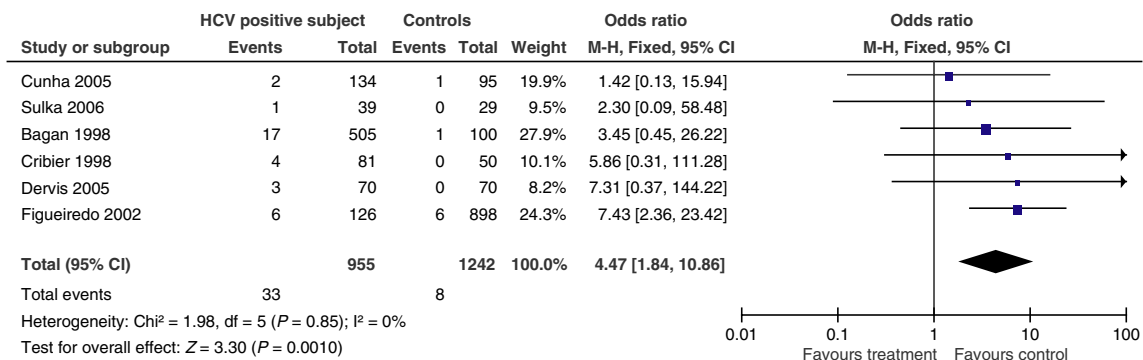 HCV positive subject Controls Odds ratio Odds ratio
Study or subgroup Events Total Events Total Weight M-H, Fixed, 95% CI M-H, Fixed, 95% CI
Cunha 2005 2 134 1 95 19.9% 1.42 [0.13, 15.94]
Sulka 2006 1 39 0 29 9.5% 2.30 [0.09, 58.48]
Bagan 1998 17 505 1 100 27.9% 3.45 [0.45, 26.22]
Cribier 1998 4 81 0 50 10.1% 5.86 [0.31, 111.28]
Dervis 2005 3 70 0 70 8.2% 7.31 [0.37, 144.22]
Figueiredo 2002 6 126 6 898 24.3% 7.43 [2.36, 23.42]
Total (95% CI) 955 1242 100.0% 4.47 [1.84, 10.86]
Total events 33 8
Heterogeneity: Chi² = 1.98, df = 5 (P = 0.85); I² = 0%
Test for overall effect: Z = 3.30 (P = 0.0010)
0.01 0.1 1 10 100
Favours treatment Favours control